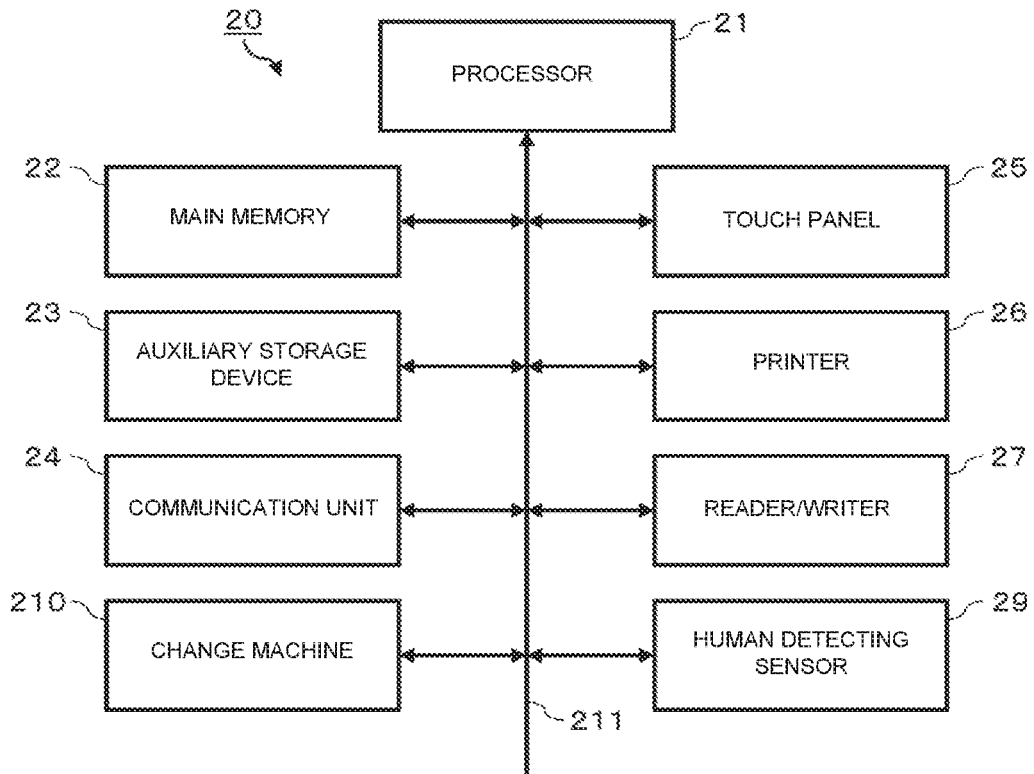 20
21
PROCESSOR
22
MAIN MEMORY
25
TOUCH PANEL
23
AUXILIARY STORAGE
DEVICE
26
PRINTER
24
COMMUNICATION UNIT
27
READER/WRITER
210
CHANGE MACHINE
29
HUMAN DETECTING
SENSOR
211